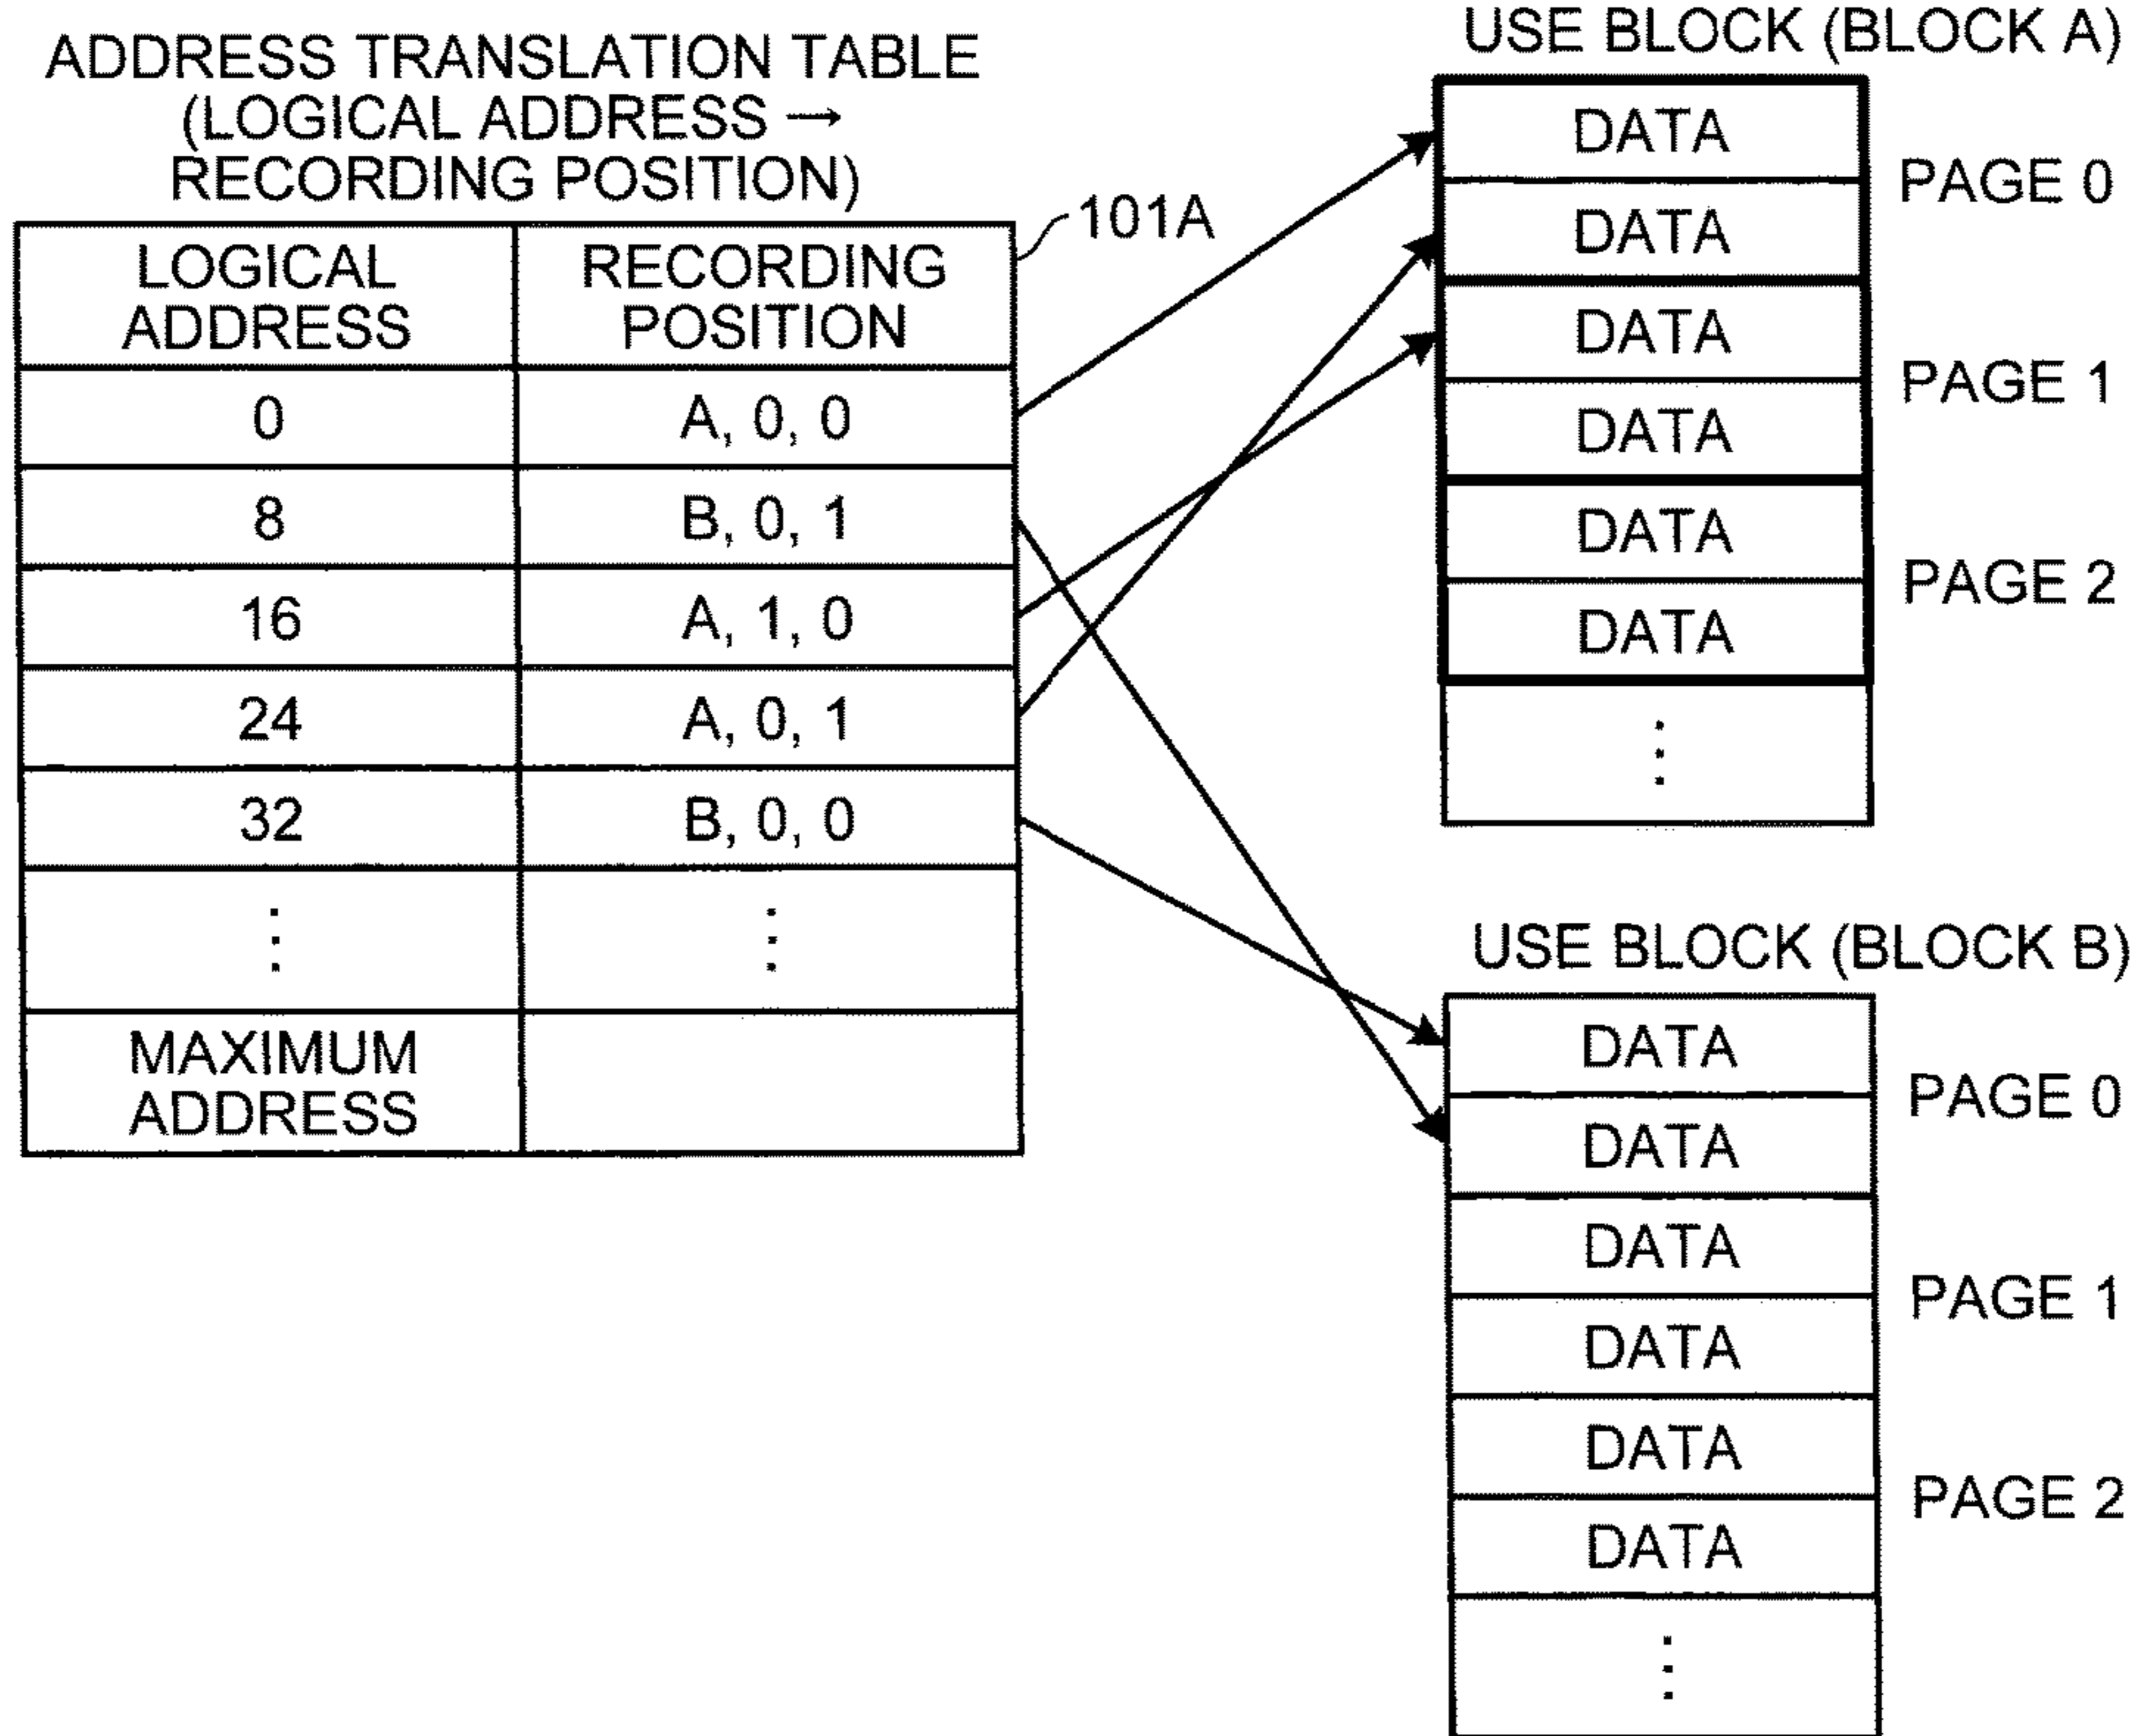 ADDRESS TRANSLATION TABLE
(LOGICAL ADDRESS →
RECORDING POSITION)
101A
LOGICAL ADDRESS RECORDING POSITION
0 A, 0, 0
8 B, 0, 1
16 A, 1, 0
24 A, 0, 1
32 B, 0, 0
⋮ ⋮
MAXIMUM ADDRESS
USE BLOCK (BLOCK A)
DATA
PAGE 0
DATA
DATA
PAGE 1
DATA
DATA
PAGE 2
DATA
⋮
USE BLOCK (BLOCK B)
DATA
PAGE 0
DATA
DATA
PAGE 1
DATA
DATA
PAGE 2
DATA
⋮